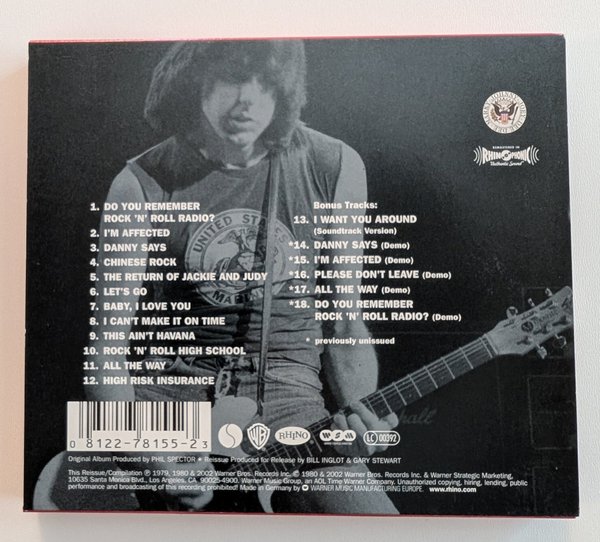 REMASTERED IN
RHINOPHONIC
"Authentic Sound"
1. DO YOU REMEMBER
ROCK 'N' ROLL RADIO?
2. I'M AFFECTED
3. DANNY SAYS
4. CHINESE ROCK
5. THE RETURN OF JACKIE AND JUDY
6. LET'S GO
7. BABY, I LOVE YOU
8. I CAN'T MAKE IT ON TIME
9. THIS AIN'T HAVANA
10. ROCK 'N' ROLL HIGH SCHOOL
11. ALL THE WAY
12. HIGH RISK INSURANCE
Bonus Tracks:
13. I WANT YOU AROUND
(Soundtrack Version)
*14. DANNY SAYS (Demo)
*15. I'M AFFECTED (Demo)
*16. PLEASE DON'T LEAVE (Demo)
*17. ALL THE WAY (Demo)
*18. DO YOU REMEMBER
ROCK 'N' ROLL RADIO? (Demo)
* previously unissued
UNITED STATES
0 8122-78155-2 3
RHINO
WSM
LC 00392
Original Album Produced by PHIL SPECTOR • Reissue Produced for Release by BILL INGLOT & GARY STEWART
This Reissue/Compilation ℗ 1979, 1980 & 2002 Warner Bros. Records Inc. © 1980 & 2002 Warner Bros. Records Inc. & Warner Strategic Marketing,
10635 Santa Monica Blvd., Los Angeles, CA. 90025-4900. Warner Music Group, an AOL Time Warner Company. Unauthorized copying, hiring, lending, public
performance and broadcasting of this recording prohibited! Made in Germany by WARNER MUSIC MANUFACTURING EUROPE. www.rhino.com